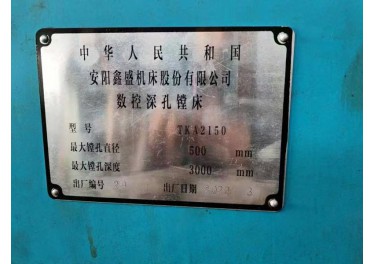 中华人民共和国
安阳鑫盛机床股份有限公司
数控深孔镗床
型号 TKA2150
最大镗孔直径 500 mm
最大镗孔深度 3000 mm
出厂编号 出厂日期